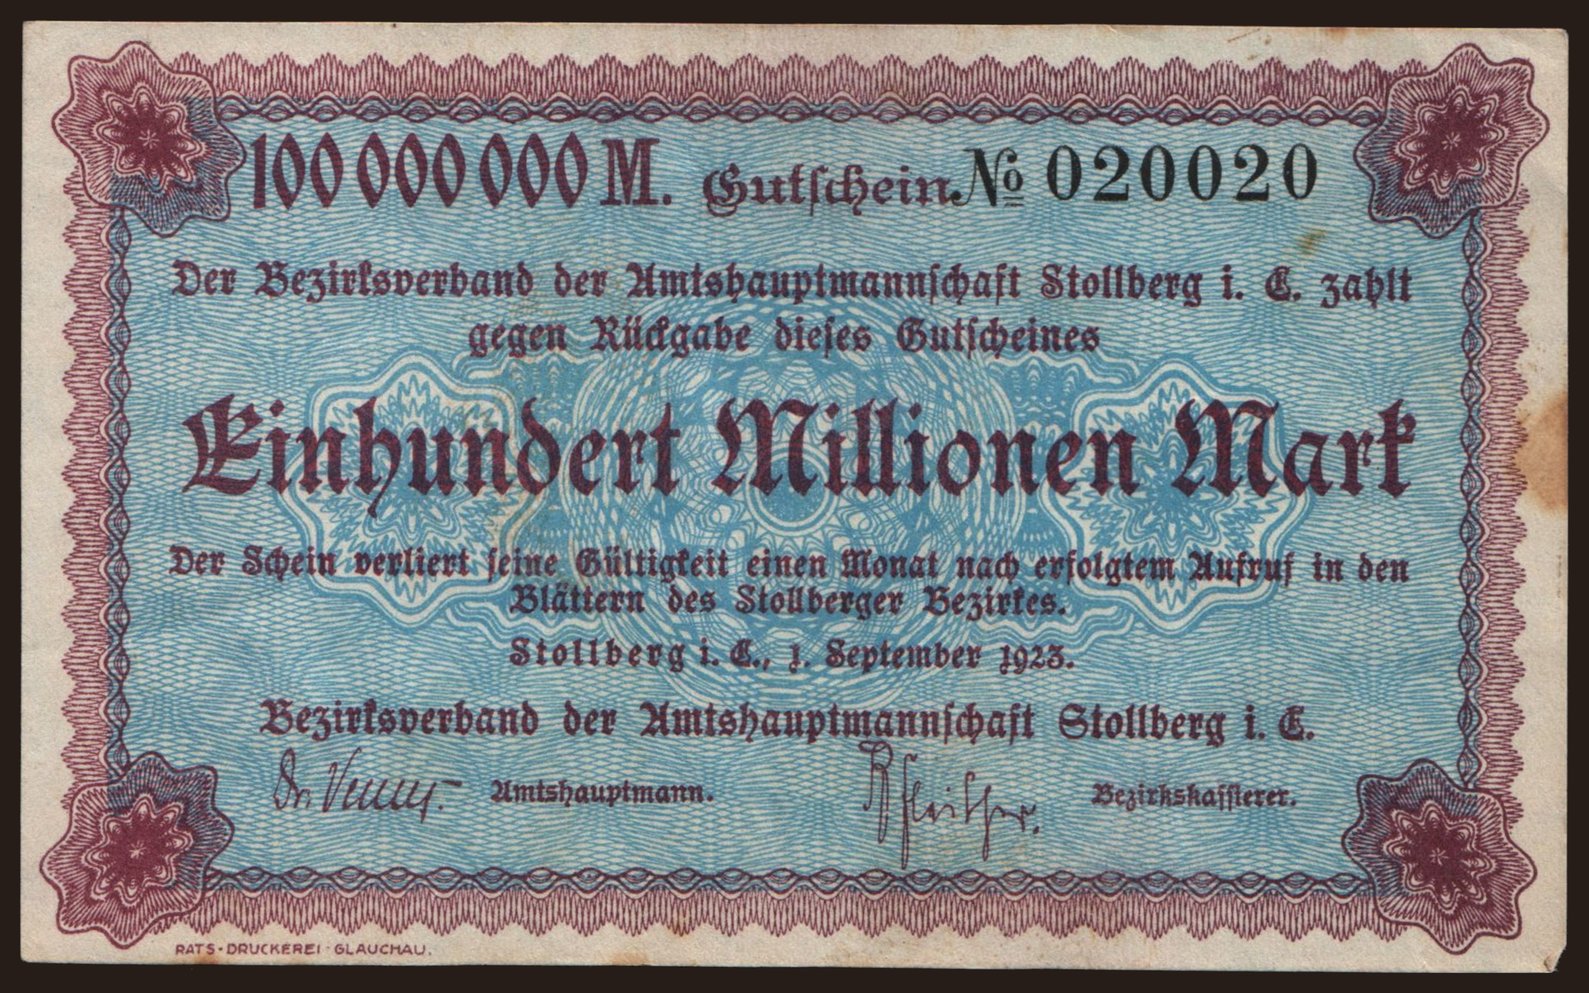 100 000 000 M. Gutschein № 020020
Der Bezirksverband der Amtshauptmannschaft Stollberg i. E. zahlt
gegen Rückgabe dieses Gutscheines
Einhundert Millionen Mark
Der Schein verliert seine Gültigkeit einen Monat nach erfolgtem Aufruf in den
Blättern des Stollberger Bezirkes.
Stollberg i. E., 1. September 1923.
Bezirksverband der Amtshauptmannschaft Stollberg i. E.
Dr. Amtshauptmann. Bezirkskassierer.
RATS-DRUCKEREI-GLAUCHAU.